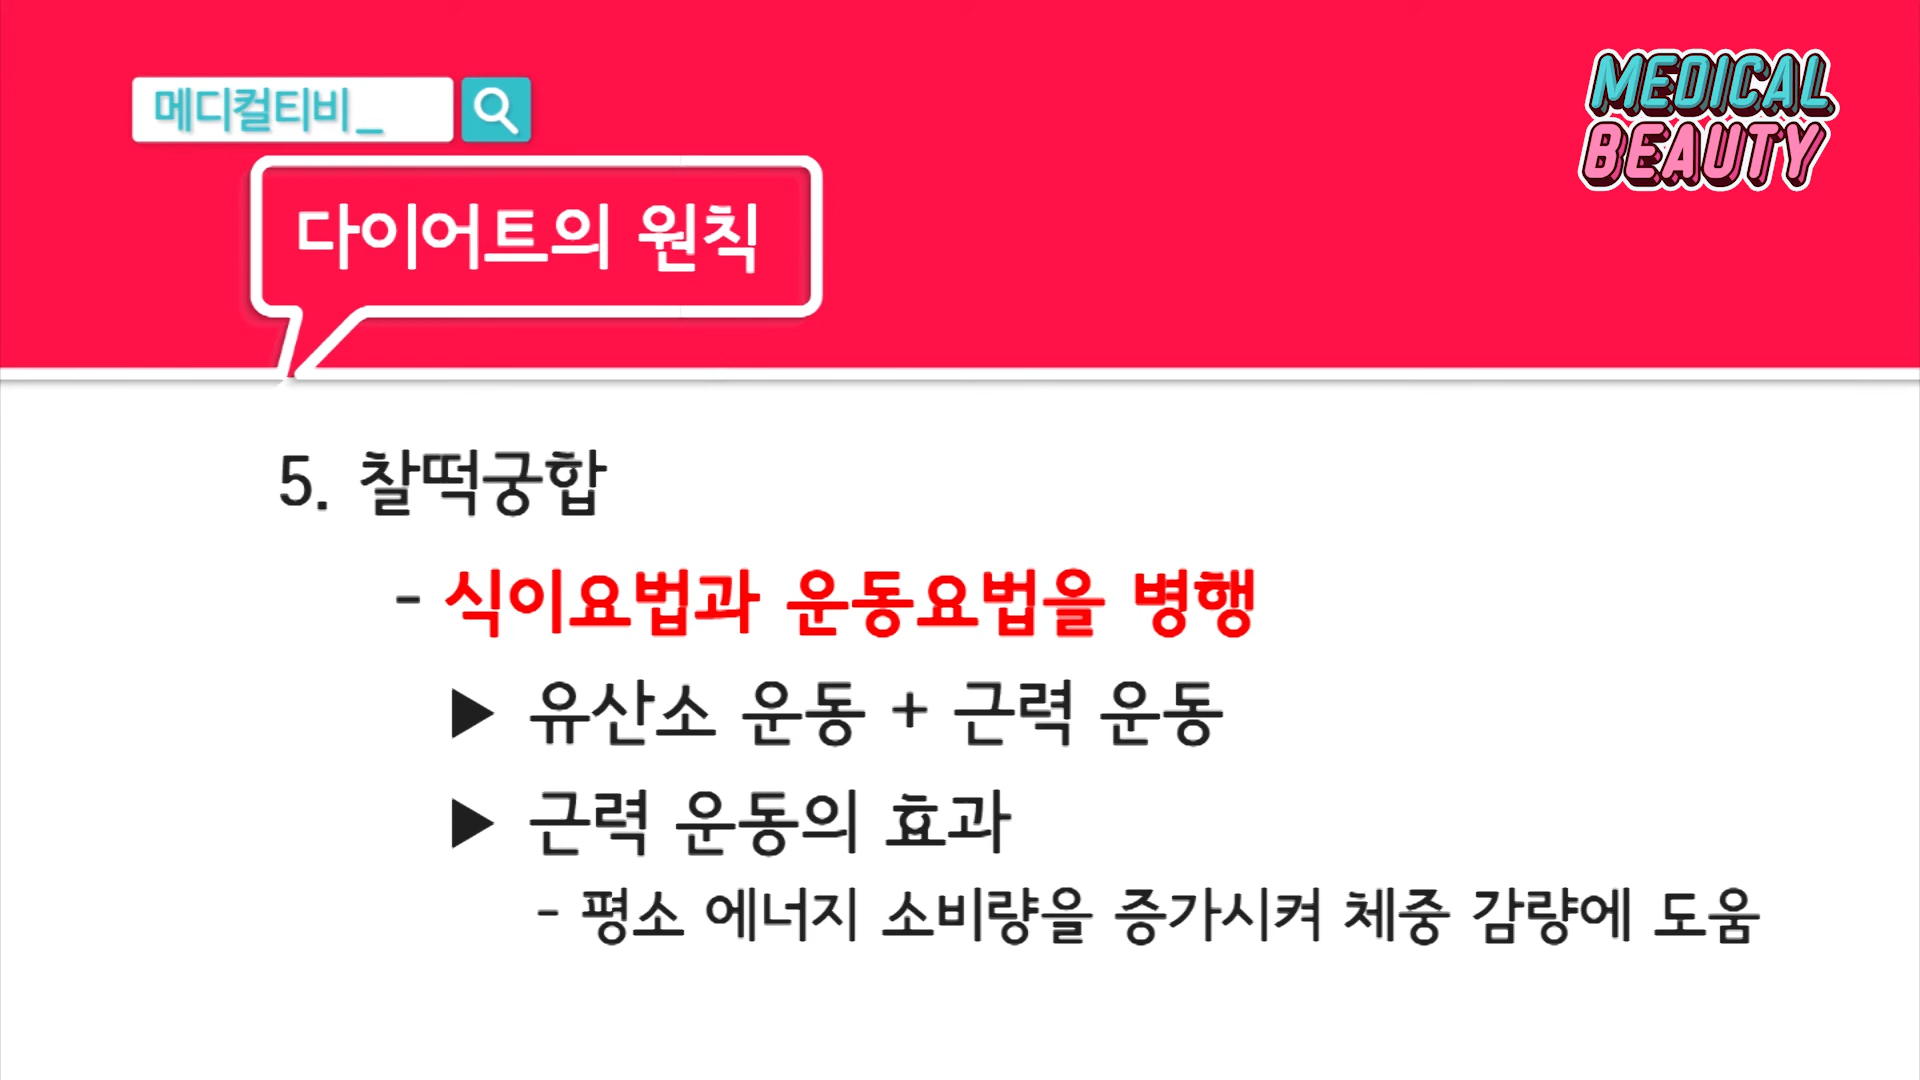 메디컬티비_
MEDICAL
BEAUTY
다이어트의 원칙
5. 찰떡궁합
- 식이요법과 운동요법을 병행
▶ 유산소 운동 + 근력 운동
▶ 근력 운동의 효과
- 평소 에너지 소비량을 증가시켜 체중 감량에 도움